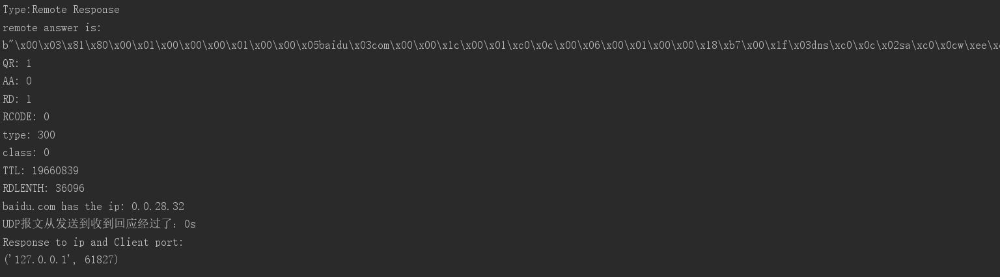 Type:Remote Response
remote answer is:
b"\x00\x03\x81\x80\x00\x01\x00\x00\x00\x01\x00\x00\x05baidu\x03com\x00\x00\x1c\x00\x01\xc0\x0c\x00\x06\x00\x01\x00\x00\x18\xb7\x00\x1f\x03dns\xc0\x0c\x02sa\xc0\x0cw\xee\x
QR: 1
AA: 0
RD: 1
RCODE: 0
type: 300
class: 0
TTL: 19660839
RDLENTH: 36096
baidu.com has the ip: 0.0.28.32
UDP报文从发送到收到回应经过了：0s
Response to ip and Client port:
('127.0.0.1', 61827)